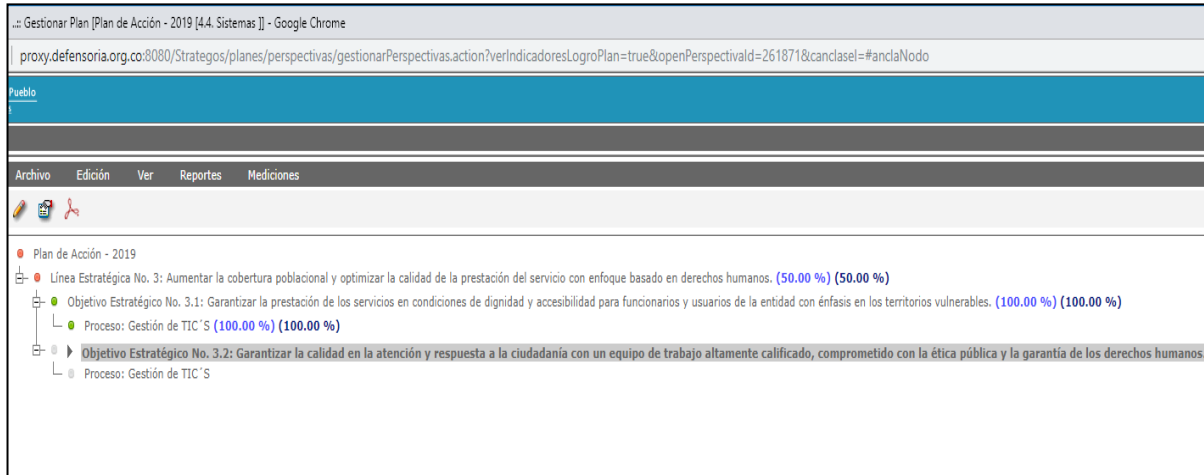 ..:: Gestionar Plan [Plan de Acción - 2019 [4.4. Sistemas ]] - Google Chrome
proxy.defensoria.org.co:8080/Strategos/planes/perspectivas/gestionarPerspectivas.action?verIndicadoresLogroPlan=true&openPerspectivaId=261871&canclasel=#anclaNodo
Pueblo
Archivo Edición Ver Reportes Mediciones
Plan de Acción - 2019
Línea Estratégica No. 3: Aumentar la cobertura poblacional y optimizar la calidad de la prestación del servicio con enfoque basado en derechos humanos. (50.00 %) (50.00 %)
Objetivo Estratégico No. 3.1: Garantizar la prestación de los servicios en condiciones de dignidad y accesibilidad para funcionarios y usuarios de la entidad con énfasis en los territorios vulnerables. (100.00 %) (100.00 %)
Proceso: Gestión de TIC´S (100.00 %) (100.00 %)
Objetivo Estratégico No. 3.2: Garantizar la calidad en la atención y respuesta a la ciudadanía con un equipo de trabajo altamente calificado, comprometido con la ética pública y la garantía de los derechos humanos.
Proceso: Gestión de TIC´S